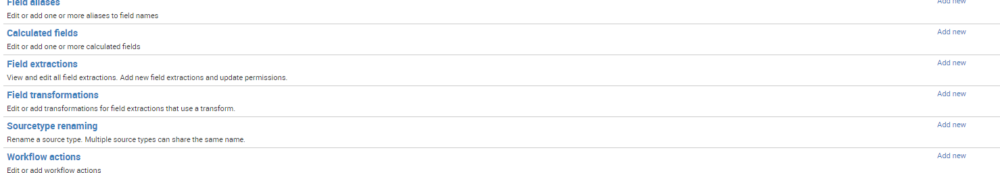 Field aliases Add new
Edit or add one or more aliases to field names
Calculated fields Add new
Edit or add one or more calculated fields
Field extractions Add new
View and edit all field extractions. Add new field extractions and update permissions.
Field transformations Add new
Edit or add transformations for field extractions that use a transform.
Sourcetype renaming Add new
Rename a source type. Multiple source types can share the same name.
Workflow actions Add new
Edit or add workflow actions